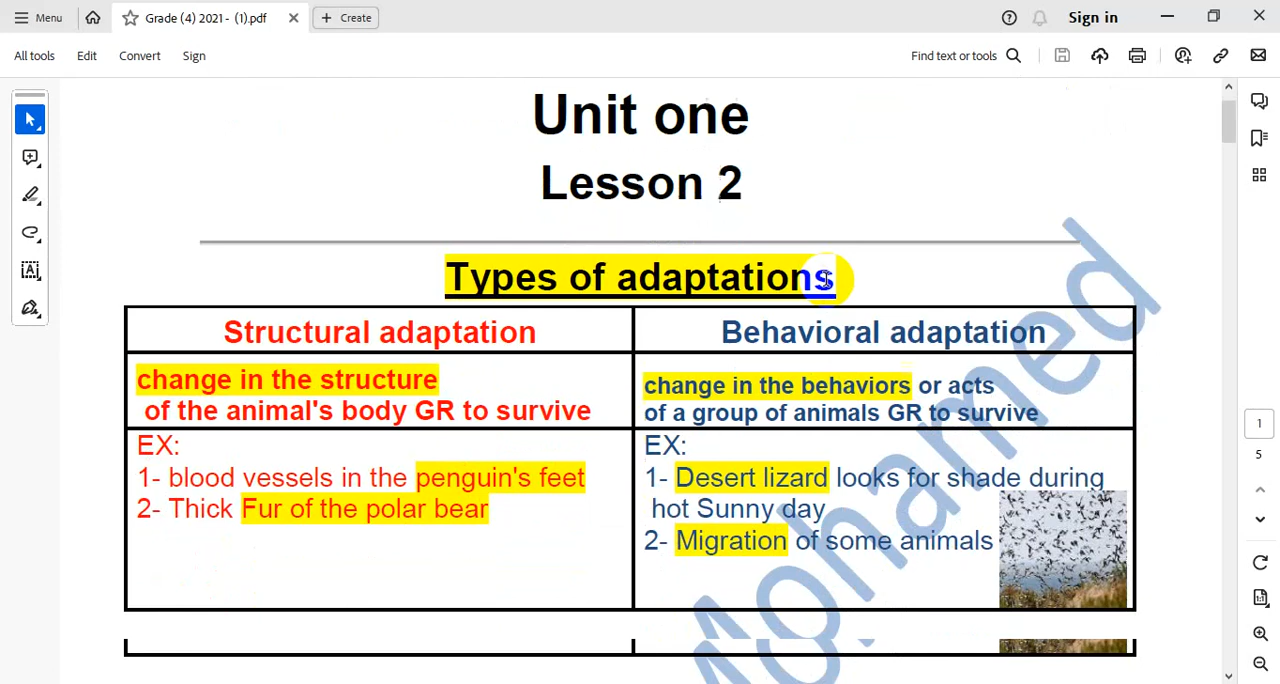 Menu
Grade (4) 2021 - (1).pdf
Create
Sign in
All tools
Edit
Convert
Sign
Find text or tools
Unit one
Lesson 2
Types of adaptations
Structural adaptation
Behavioral adaptation
change in the structure
of the animal's body GR to survive
change in the behaviors or acts
of a group of animals GR to survive
EX:
1- blood vessels in the penguin's feet
2- Thick Fur of the polar bear
EX:
1- Desert lizard looks for shade during
hot Sunny day
2- Migration of some animals
Mohamed
1
5